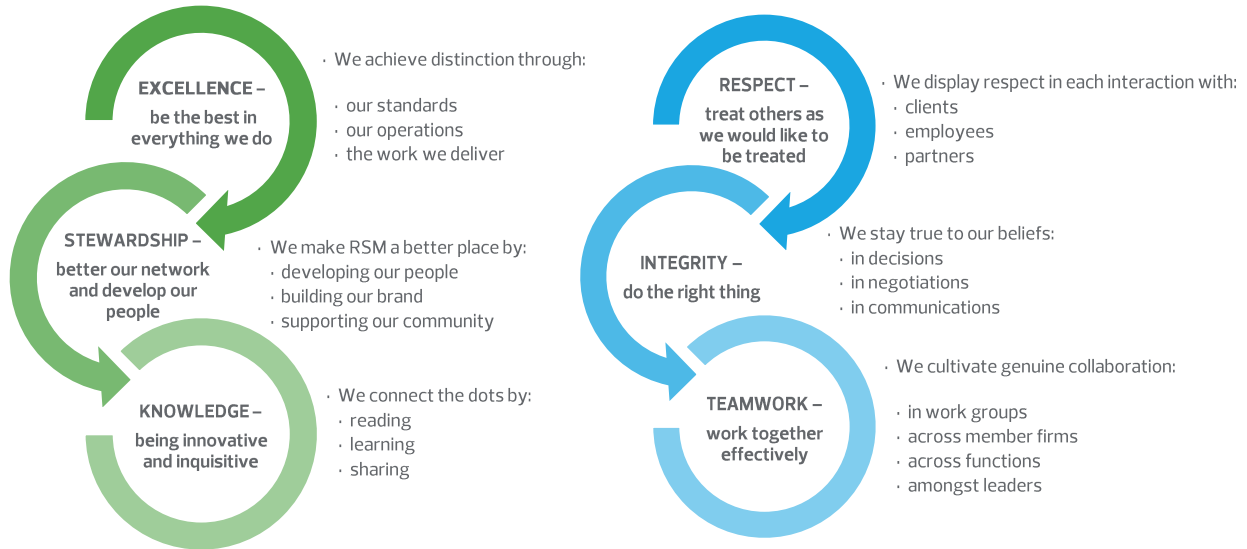 EXCELLENCE –
be the best in
everything we do
· We achieve distinction through:
· our standards
· our operations
· the work we deliver
STEWARDSHIP –
better our network
and develop our
people
· We make RSM a better place by:
· developing our people
· building our brand
· supporting our community
KNOWLEDGE –
being innovative
and inquisitive
· We connect the dots by:
· reading
· learning
· sharing
RESPECT –
treat others as
we would like to
be treated
· We display respect in each interaction with:
· clients
· employees
· partners
INTEGRITY –
do the right thing
· We stay true to our beliefs:
· in decisions
· in negotiations
· in communications
TEAMWORK –
work together
effectively
· We cultivate genuine collaboration:
· in work groups
· across member firms
· across functions
· amongst leaders